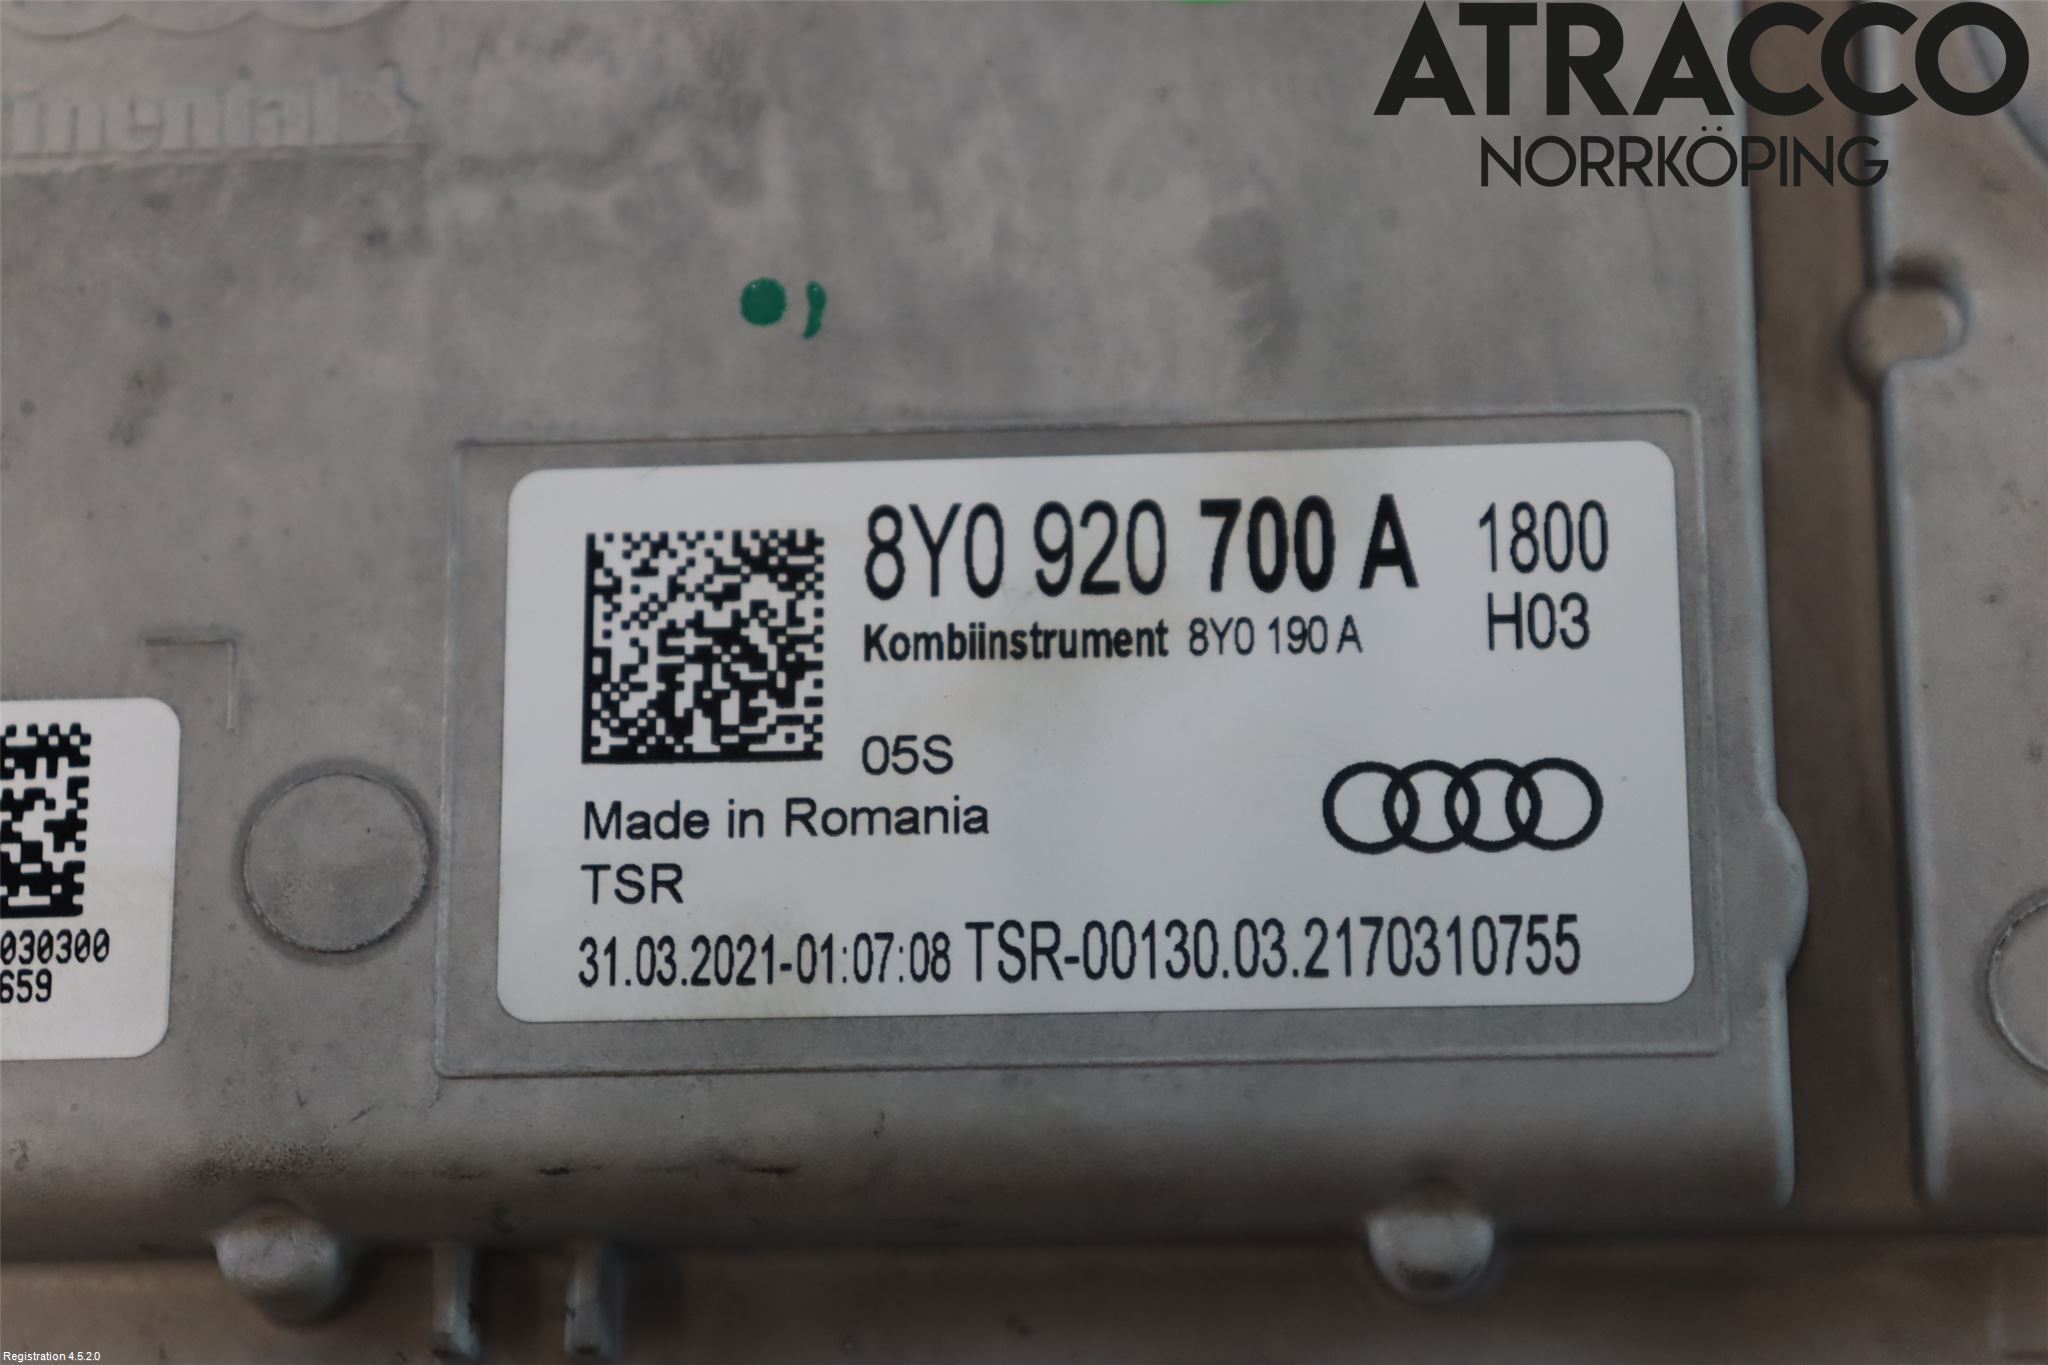 ATRACCO
NORRKÖPING
8Y0 920 700 A 1800
Kombiinstrument 8Y0 190 A H03
05S
Made in Romania
TSR
31.03.2021-01:07:08 TSR-00130.03.2170310755
030300
659
Registration 4.5.2.0